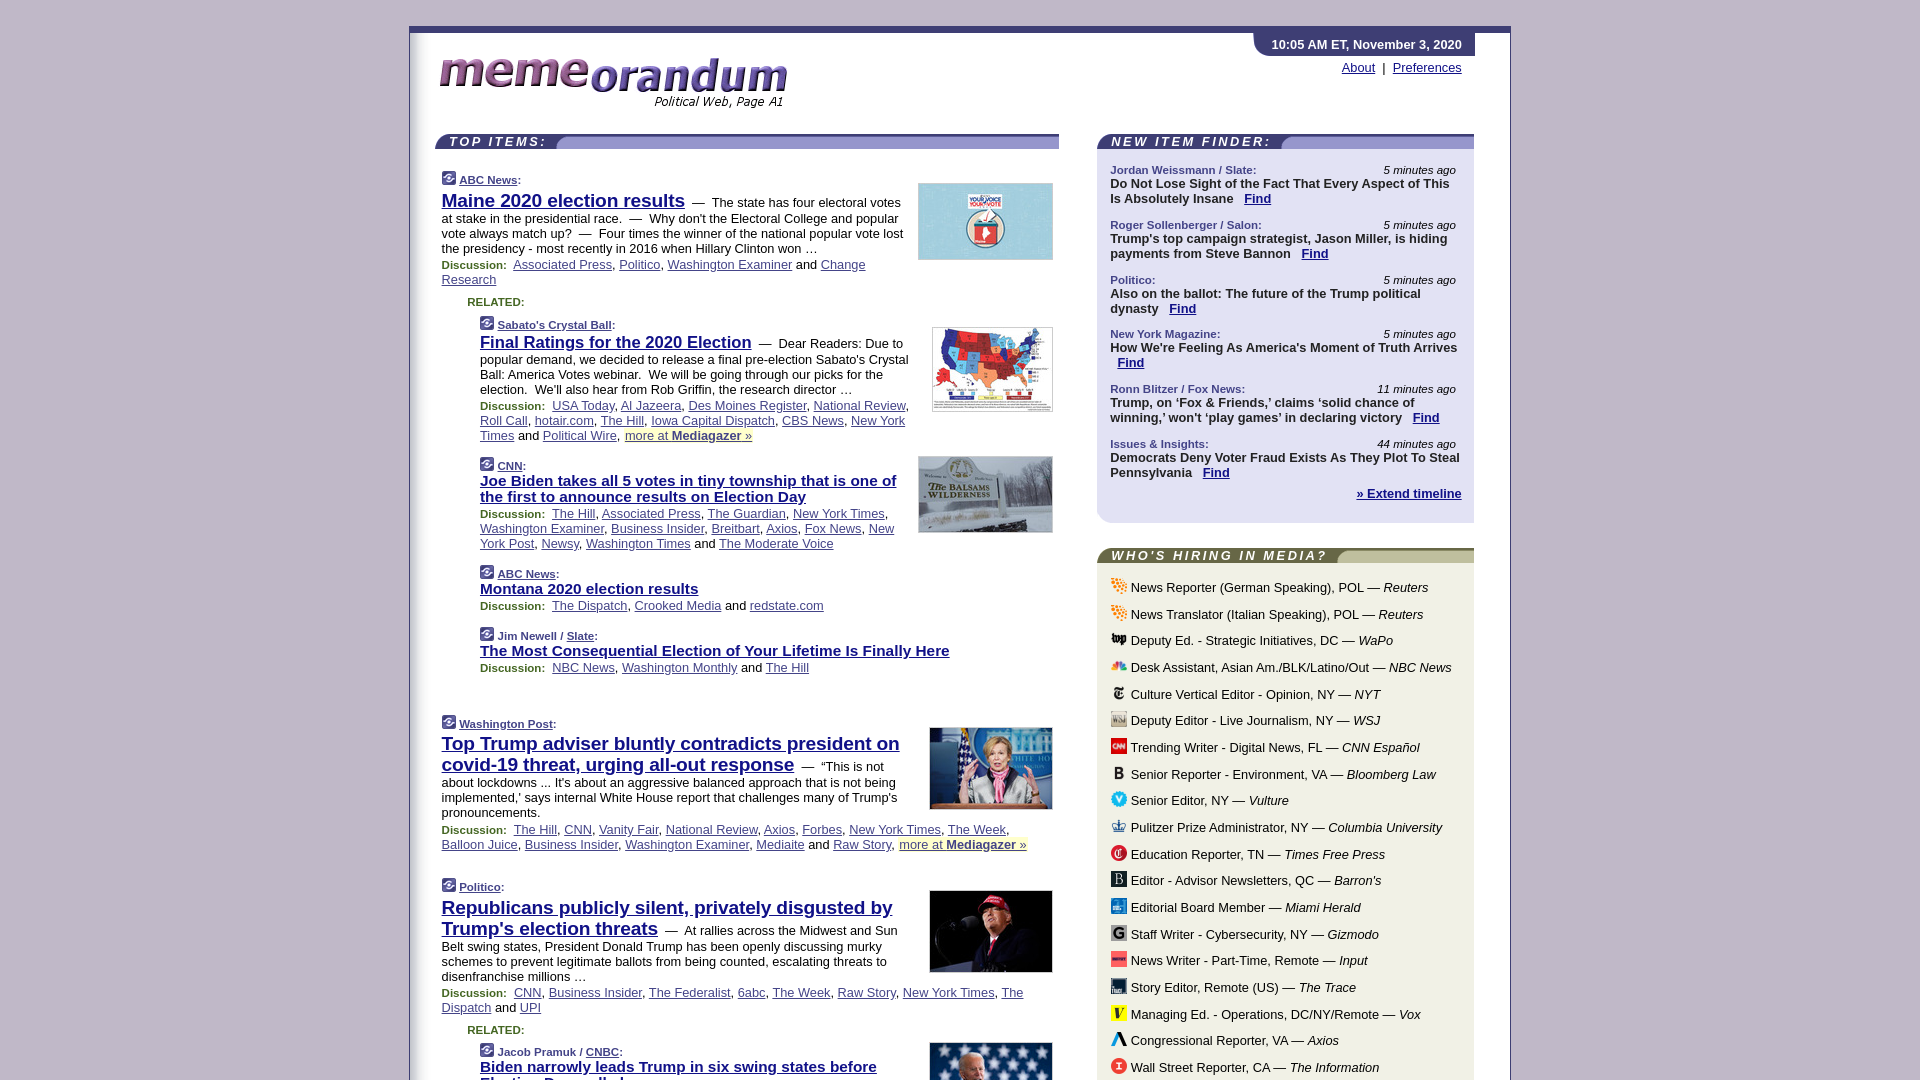 10:05 AM ET, November 3, 2020
memeorandum
Political Web, Page A1
About | Preferences
TOP ITEMS:
ABC News:
Maine 2020 election results — The state has four electoral votes
at stake in the presidential race. — Why don't the Electoral College and popular
vote always match up? — Four times the winner of the national popular vote lost
the presidency - most recently in 2016 when Hillary Clinton won …
Discussion: Associated Press, Politico, Washington Examiner and Change
Research
YOUR VOICE
YOUR VOTE
RELATED:
Sabato's Crystal Ball:
Final Ratings for the 2020 Election — Dear Readers: Due to
popular demand, we decided to release a final pre-election Sabato's Crystal
Ball: America Votes webinar. We will be going through our picks for the
election. We'll also hear from Rob Griffin, the research director …
Discussion: USA Today, Al Jazeera, Des Moines Register, National Review,
Roll Call, hotair.com, The Hill, Iowa Capital Dispatch, CBS News, New York
Times and Political Wire, more at Mediagazer »
CNN:
Joe Biden takes all 5 votes in tiny township that is one of
the first to announce results on Election Day
Discussion: The Hill, Associated Press, The Guardian, New York Times,
Washington Examiner, Business Insider, Breitbart, Axios, Fox News, New
York Post, Newsy, Washington Times and The Moderate Voice
The BALSAMS
WILDERNESS
ABC News:
Montana 2020 election results
Discussion: The Dispatch, Crooked Media and redstate.com
Jim Newell / Slate:
The Most Consequential Election of Your Lifetime Is Finally Here
Discussion: NBC News, Washington Monthly and The Hill
Washington Post:
Top Trump adviser bluntly contradicts president on
covid-19 threat, urging all-out response — “This is not
about lockdowns ... It's about an aggressive balanced approach that is not being
implemented,' says internal White House report that challenges many of Trump's
pronouncements.
Discussion: The Hill, CNN, Vanity Fair, National Review, Axios, Forbes, New York Times, The Week,
Balloon Juice, Business Insider, Washington Examiner, Mediaite and Raw Story, more at Mediagazer »
Politico:
Republicans publicly silent, privately disgusted by
Trump's election threats — At rallies across the Midwest and Sun
Belt swing states, President Donald Trump has been openly discussing murky
schemes to prevent legitimate ballots from being counted, escalating threats to
disenfranchise millions …
Discussion: CNN, Business Insider, The Federalist, 6abc, The Week, Raw Story, New York Times, The
Dispatch and UPI
RELATED:
Jacob Pramuk / CNBC:
Biden narrowly leads Trump in six swing states before
NEW ITEM FINDER:
Jordan Weissmann / Slate: 5 minutes ago
Do Not Lose Sight of the Fact That Every Aspect of This
Is Absolutely Insane Find
Roger Sollenberger / Salon: 5 minutes ago
Trump's top campaign strategist, Jason Miller, is hiding
payments from Steve Bannon Find
Politico: 5 minutes ago
Also on the ballot: The future of the Trump political
dynasty Find
New York Magazine: 5 minutes ago
How We're Feeling As America's Moment of Truth Arrives
Find
Ronn Blitzer / Fox News: 11 minutes ago
Trump, on ‘Fox & Friends,’ claims ‘solid chance of
winning,’ won't ‘play games’ in declaring victory Find
Issues & Insights: 44 minutes ago
Democrats Deny Voter Fraud Exists As They Plot To Steal
Pennsylvania Find
» Extend timeline
WHO'S HIRING IN MEDIA?
News Reporter (German Speaking), POL — Reuters
News Translator (Italian Speaking), POL — Reuters
wp Deputy Ed. - Strategic Initiatives, DC — WaPo
Desk Assistant, Asian Am./BLK/Latino/Out — NBC News
T Culture Vertical Editor - Opinion, NY — NYT
WSJ Deputy Editor - Live Journalism, NY — WSJ
CNN Trending Writer - Digital News, FL — CNN Español
B Senior Reporter - Environment, VA — Bloomberg Law
V Senior Editor, NY — Vulture
Pulitzer Prize Administrator, NY — Columbia University
Education Reporter, TN — Times Free Press
B Editor - Advisor Newsletters, QC — Barron's
Editorial Board Member — Miami Herald
G Staff Writer - Cybersecurity, NY — Gizmodo
News Writer - Part-Time, Remote — Input
Story Editor, Remote (US) — The Trace
V Managing Ed. - Operations, DC/NY/Remote — Vox
Congressional Reporter, VA — Axios
I Wall Street Reporter, CA — The Information